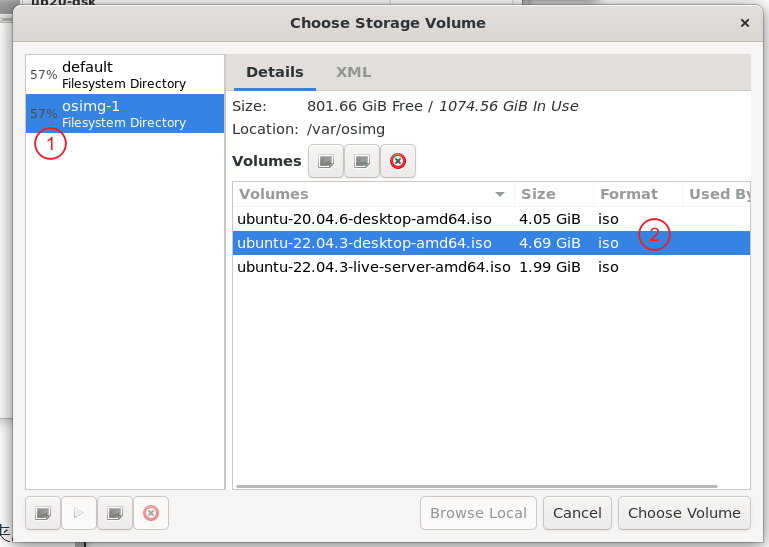 ub20-dsk
Choose Storage Volume ×
57% default
Filesystem Directory
57% osimg-1
Filesystem Directory
1
Details XML
Size: 801.66 GiB Free / 1074.56 GiB In Use
Location: /var/osimg
Volumes
Volumes Size Format Used By
ubuntu-20.04.6-desktop-amd64.iso 4.05 GiB iso
ubuntu-22.04.3-desktop-amd64.iso 4.69 GiB iso
2
ubuntu-22.04.3-live-server-amd64.iso 1.99 GiB iso
Browse Local Cancel Choose Volume